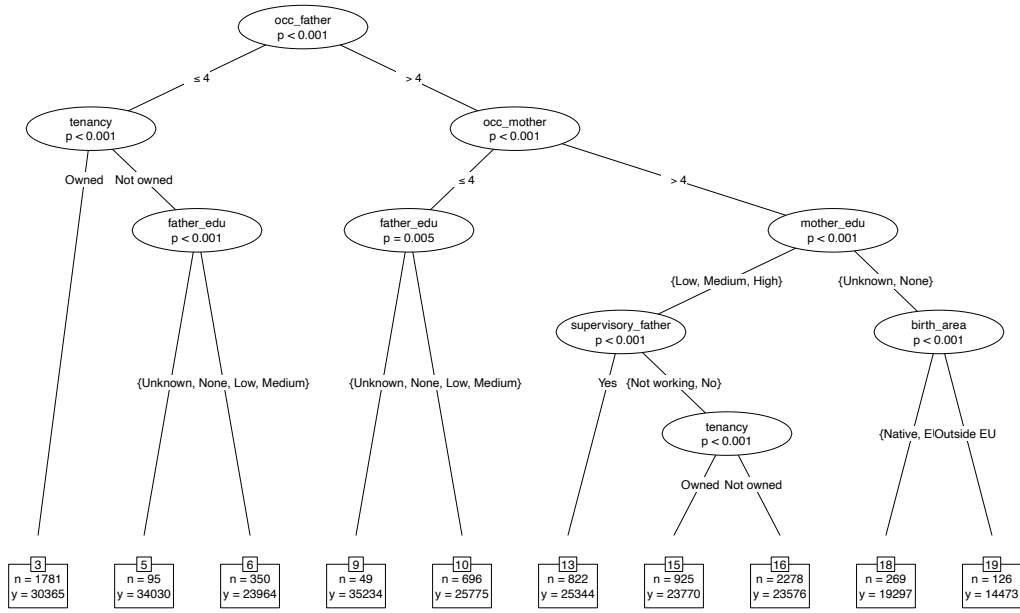 occ_father
p < 0.001
≤ 4
> 4
tenancy
p < 0.001
occ_mother
p < 0.001
Owned
Not owned
≤ 4
> 4
father_edu
p < 0.001
father_edu
p = 0.005
mother_edu
p < 0.001
{Low, Medium, High}
{Unknown, None}
supervisory_father
p < 0.001
birth_area
p < 0.001
{Unknown, None, Low, Medium}
{Unknown, None, Low, Medium}
Yes
{Not working, No}
tenancy
p < 0.001
{Native, E
Outside EU
Owned
Not owned
3
n = 1781
y = 30365
5
n = 95
y = 34030
6
n = 350
y = 23964
9
n = 49
y = 35234
10
n = 696
y = 25775
13
n = 822
y = 25344
15
n = 925
y = 23770
16
n = 2278
y = 23576
18
n = 269
y = 19297
19
n = 126
y = 14473